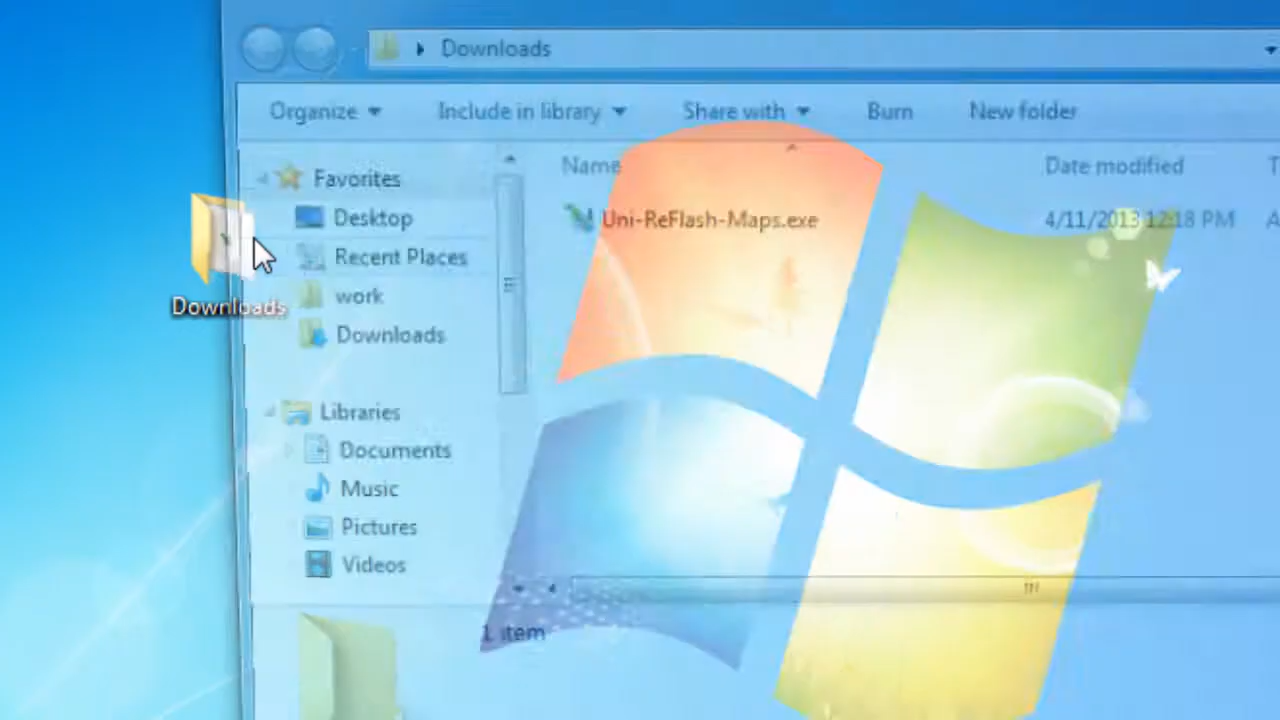 Downloads
Organize Include in library Share with Burn New folder
Name Date modified T
Favorites
Desktop
Recent Places
work
Downloads
Libraries
Documents
Music
Pictures
Videos
Uni-ReFlash-Maps.exe 4/11/2013 12:18 PM A
Downloads
1 item